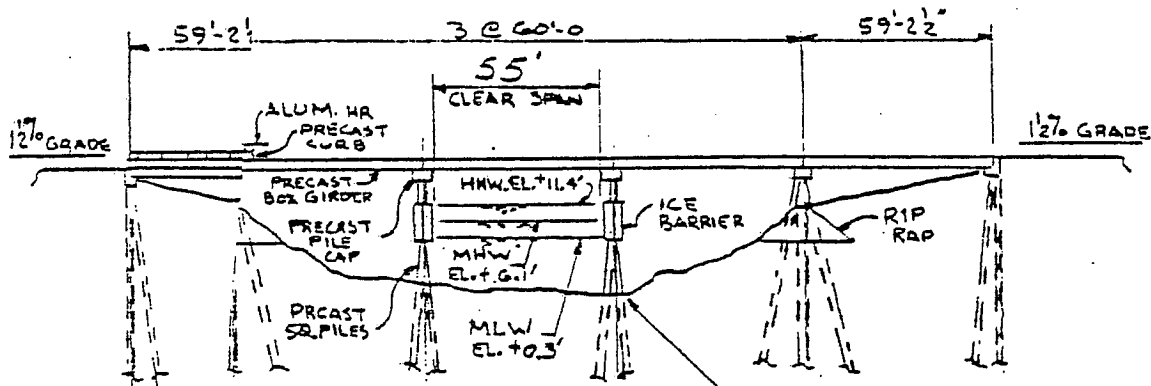 59'-2½"
3 @ 60'-0
59'-2½"
55'
CLEAR SPAN
ALUM. HR
PRECAST
CURB
1½% GRADE
1½% GRADE
PRECAST
BOX GIRDER
HHW. EL. +11.4'
ICE
BARRIER
RIP
RAP
PRECAST
PILE
CAP
MHW
EL. + 6.1'
PRCAST
SQ. PILES
MLW
EL. +0.3'